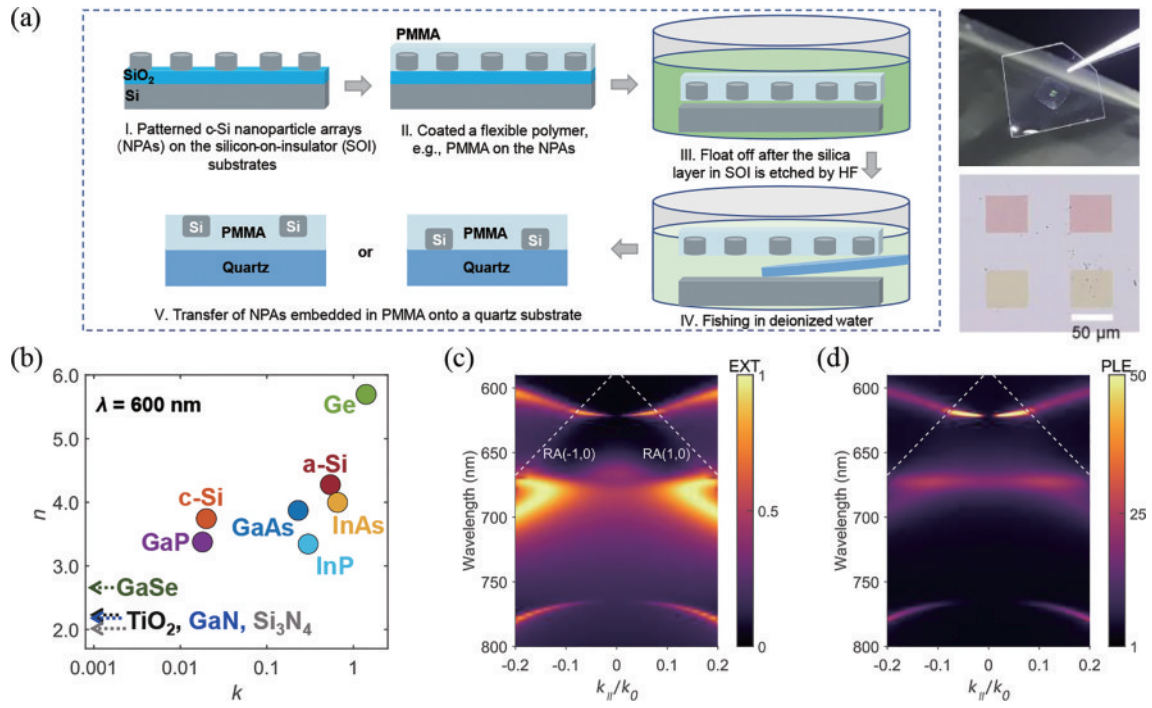 (a)
PMMA
SiO2
Si
I. Patterned c-Si nanoparticle arrays
(NPAs) on the silicon-on-insulator (SOI)
substrates
II. Coated a flexible polymer,
e.g., PMMA on the NPAs
III. Float off after the silica
layer in SOI is etched by HF
Si
Si
PMMA
Quartz
or
PMMA
Si
Si
Quartz
V. Transfer of NPAs embedded in PMMA onto a quartz substrate
IV. Fishing in deionized water
50 μm
(b)
6.0
5.0
4.0
3.0
2.0
n
λ = 600 nm
Ge
a-Si
c-Si
GaAs
InAs
GaP
InP
GaSe
TiO2, GaN, Si3N4
0.001
0.01
0.1
1
k
(c)
EXT
1
0.5
0
RA(-1,0)
RA(1,0)
Wavelength (nm)
600
650
700
750
800
-0.2
-0.1
0
0.1
0.2
k∥/k0
(d)
PLE
50
25
1
Wavelength (nm)
600
650
700
750
800
-0.2
-0.1
0
0.1
0.2
k∥/k0